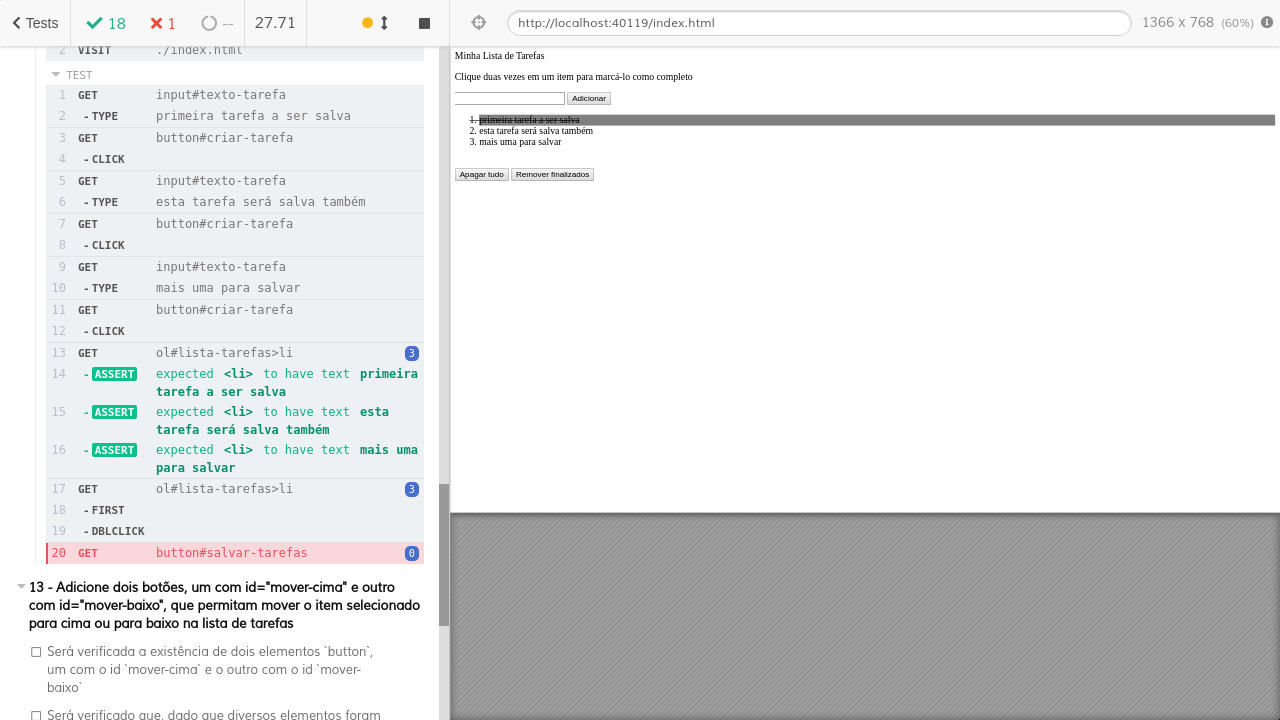 Tests 18 1 -- 27.71
http://localhost:40119/index.html 1366 x 768 (60%)
2 VISIT ./index.html
TEST
1 GET input#texto-tarefa
2 -TYPE primeira tarefa a ser salva
3 GET button#criar-tarefa
4 -CLICK
5 GET input#texto-tarefa
6 -TYPE esta tarefa será salva também
7 GET button#criar-tarefa
8 -CLICK
9 GET input#texto-tarefa
10 -TYPE mais uma para salvar
11 GET button#criar-tarefa
12 -CLICK
13 GET ol#lista-tarefas>li 3
14 -ASSERT expected <li> to have text primeira
tarefa a ser salva
15 -ASSERT expected <li> to have text esta
tarefa será salva também
16 -ASSERT expected <li> to have text mais uma
para salvar
17 GET ol#lista-tarefas>li 3
18 -FIRST
19 -DBLCLICK
20 GET button#salvar-tarefas 0
13 - Adicione dois botões, um com id="mover-cima" e outro
com id="mover-baixo", que permitam mover o item selecionado
para cima ou para baixo na lista de tarefas
Será verificada a existência de dois elementos `button`,
um com o id `mover-cima` e o outro com o id `mover-
baixo`
Será verificado que, dado que diversos elementos foram
Minha Lista de Tarefas
Clique duas vezes em um item para marcá-lo como completo
Adicionar
1. primeira tarefa a ser salva
2. esta tarefa será salva também
3. mais uma para salvar
Apagar tudo Remover finalizados